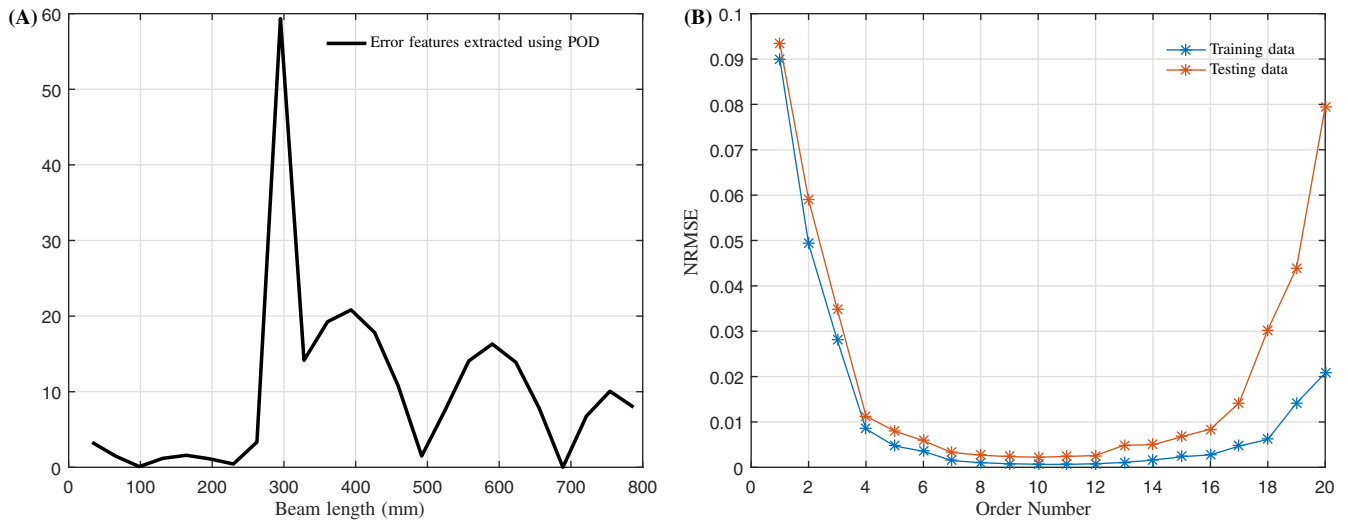 (A)
60
50
40
30
20
10
0
Error features extracted using POD
0 100 200 300 400 500 600 700 800
Beam length (mm)
(B)
0.1
0.09
0.08
0.07
0.06
0.05
0.04
0.03
0.02
0.01
0
NRMSE
Training data
Testing data
0 2 4 6 8 10 12 14 16 18 20
Order Number